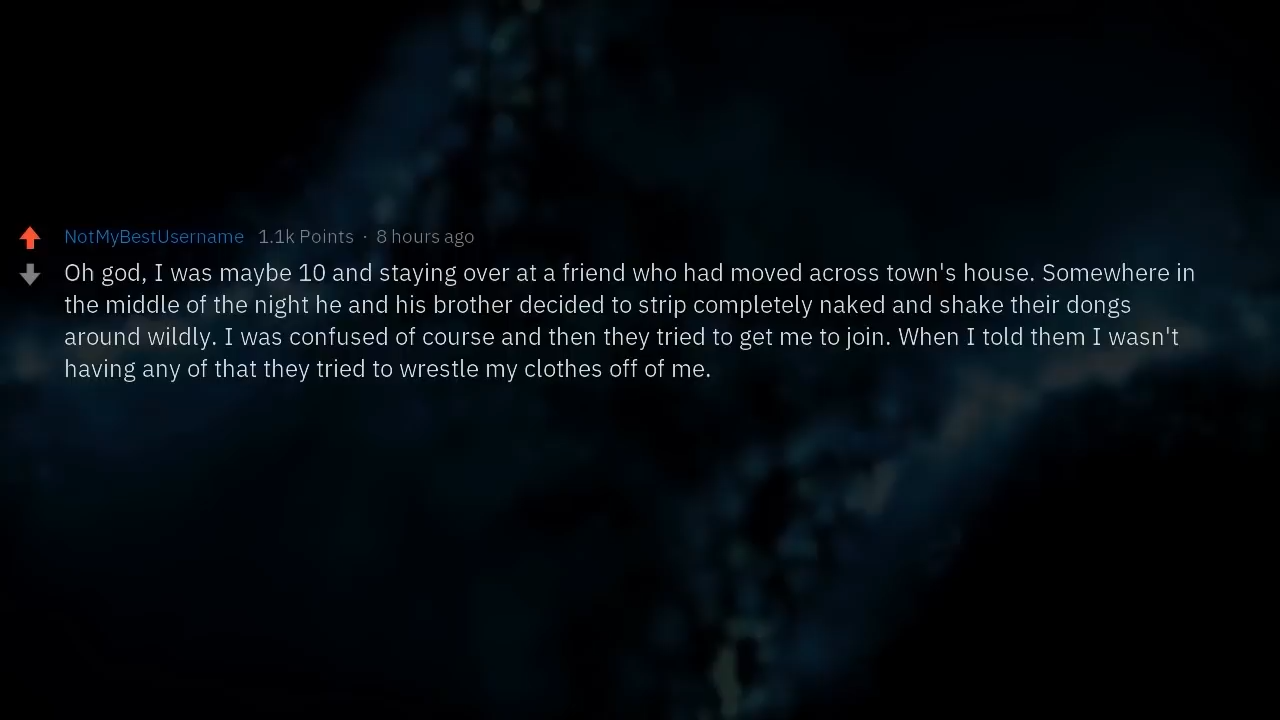 NotMyBestUsername 1.1k Points · 8 hours ago
Oh god, I was maybe 10 and staying over at a friend who had moved across town's house. Somewhere in
the middle of the night he and his brother decided to strip completely naked and shake their dongs
around wildly. I was confused of course and then they tried to get me to join. When I told them I wasn't
having any of that they tried to wrestle my clothes off of me.